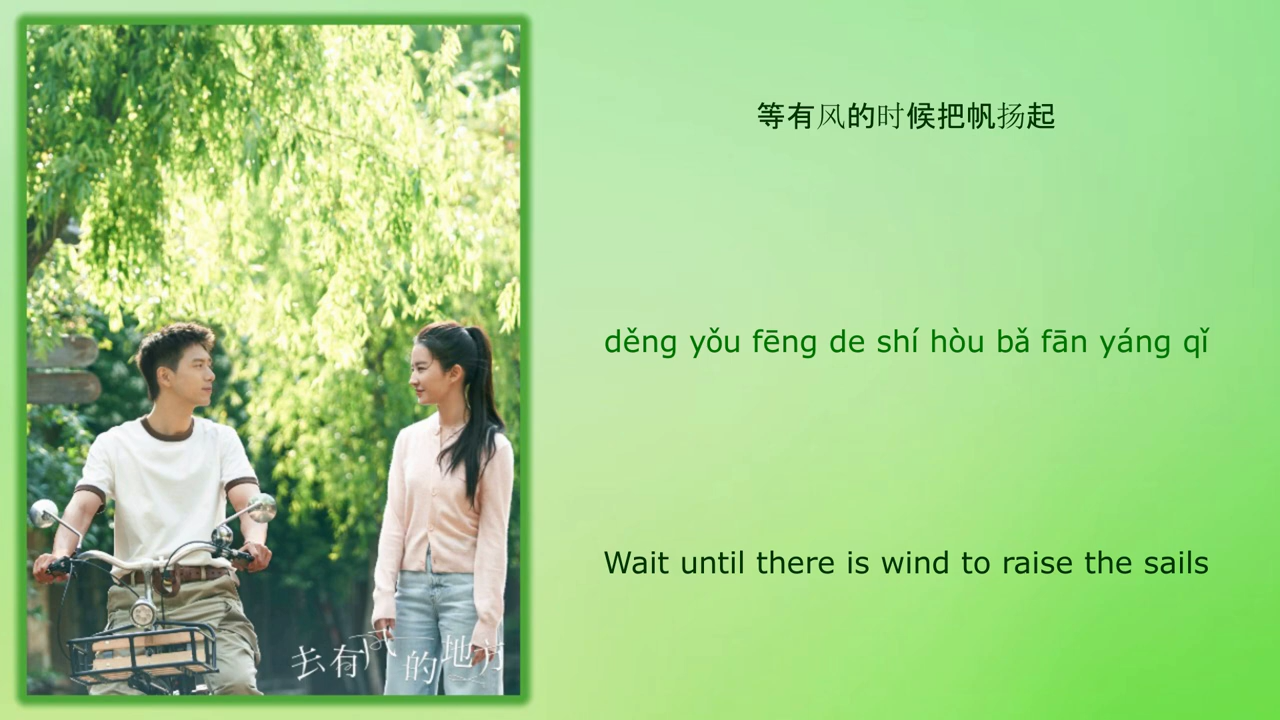 等有风的时候把帆扬起
děng yǒu fēng de shí hòu bǎ fān yáng qǐ
Wait until there is wind to raise the sails
去有风的地方